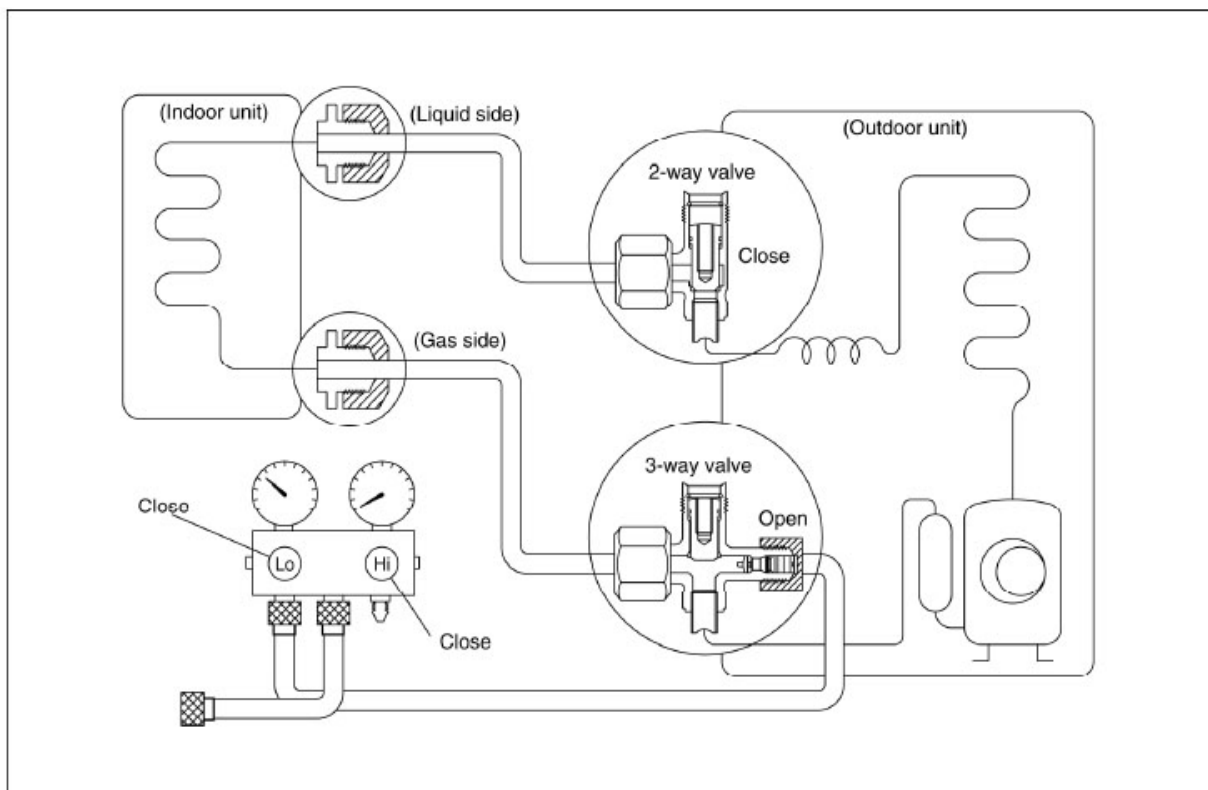 (Indoor unit)
(Liquid side)
(Outdoor unit)
2-way valve
Close
(Gas side)
3-way valve
Open
Close
Lo
Hi
Close